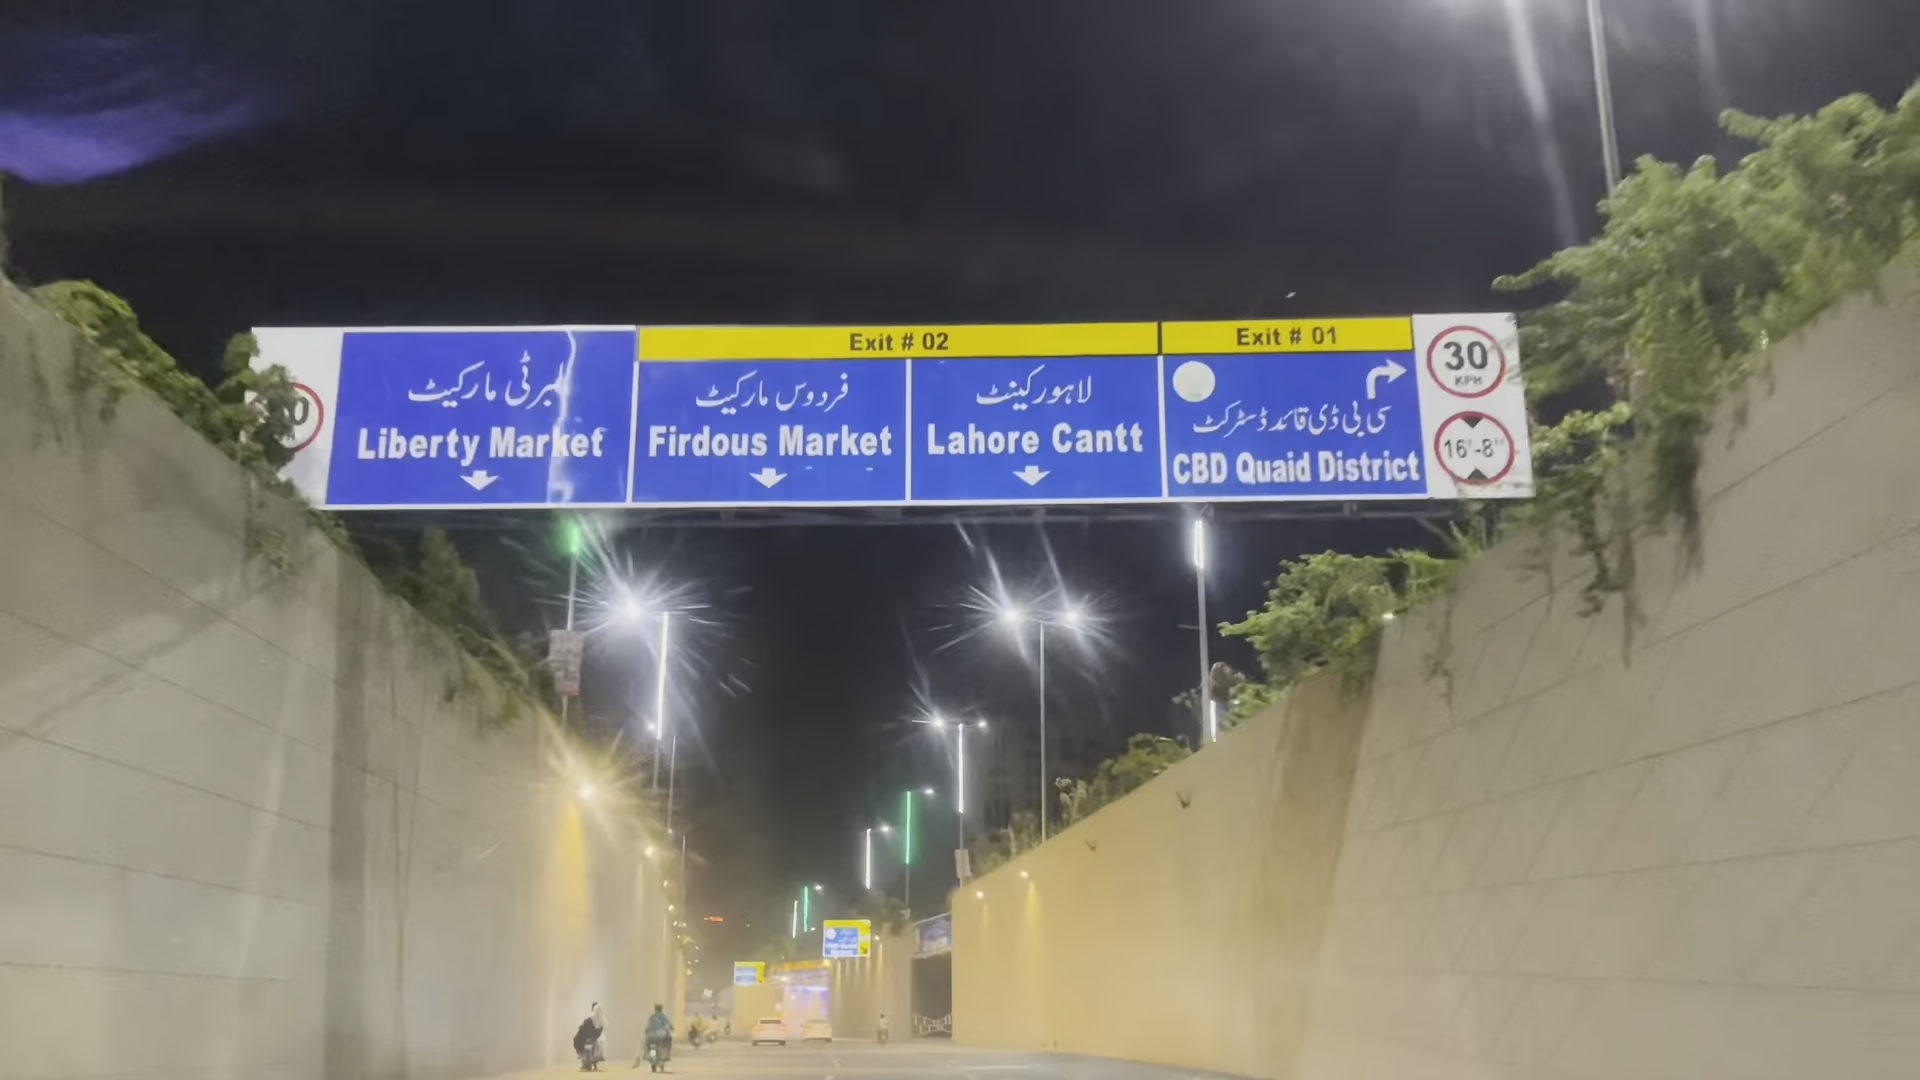 لبرٹی مارکیٹ
Liberty Market
Exit # 02
فردوس مارکیٹ
Firdous Market
لاہور کینٹ
Lahore Cantt
Exit # 01
سی بی ڈی قائد ڈسٹرکٹ
CBD Quaid District
30
KPH
16'-8"